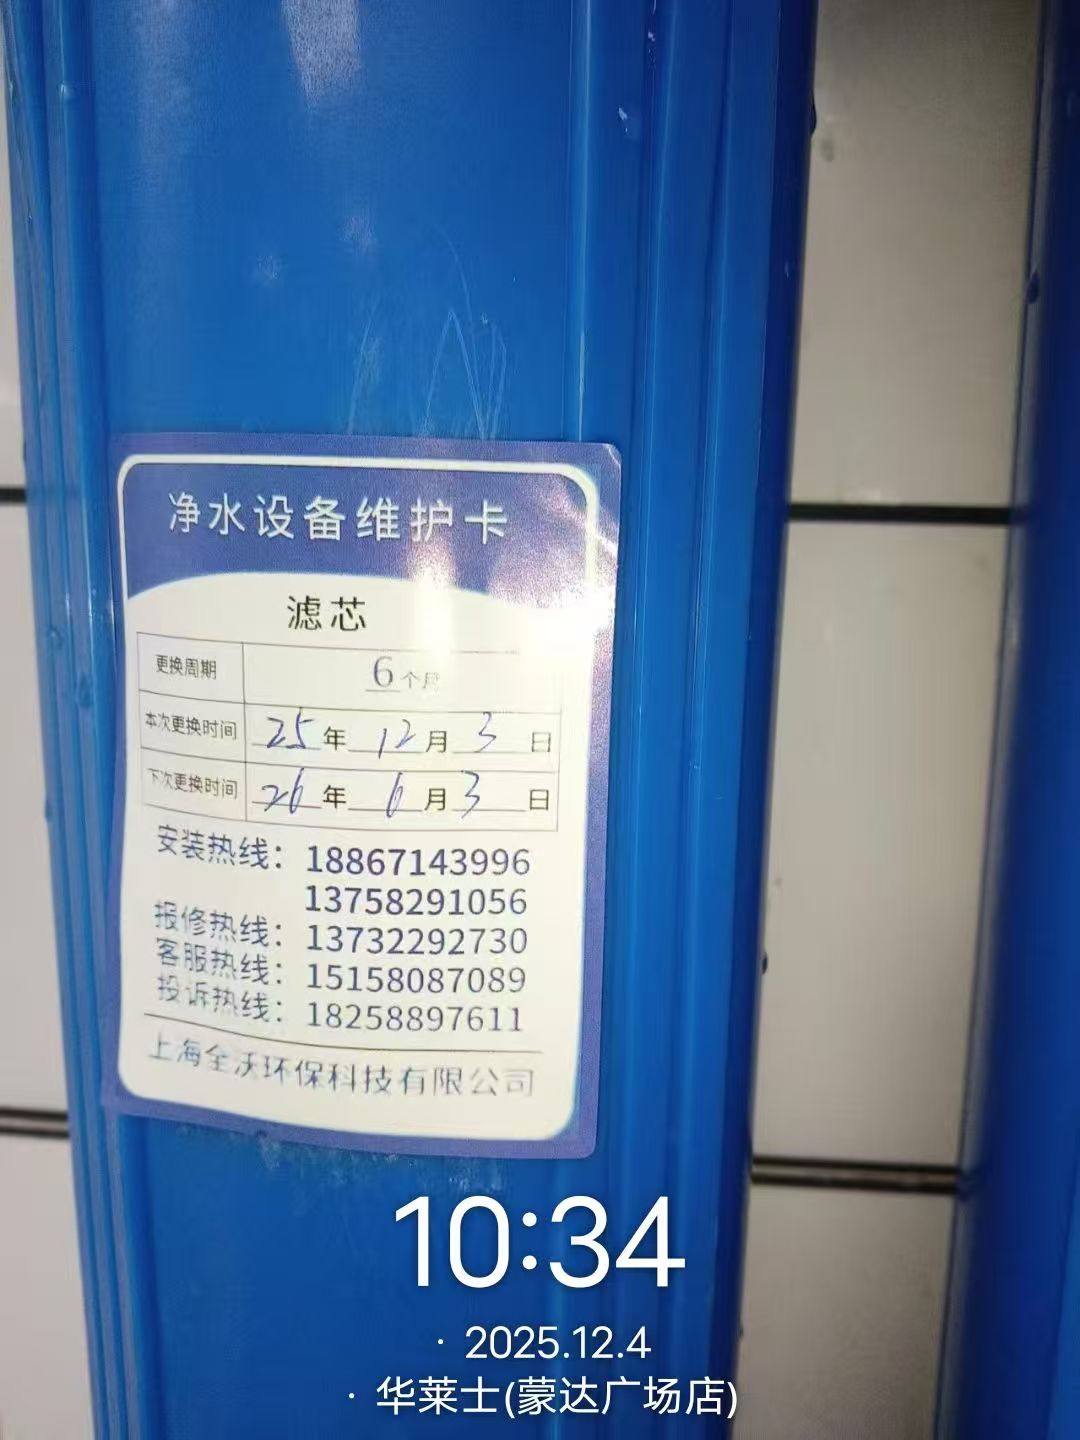 净水设备维护卡
滤芯
更换周期 6个月
本次更换时间 25年12月3日
下次更换时间 26年6月3日
安装热线：18867143996
13758291056
报修热线：13732292730
客服热线：15158087089
投诉热线：18258897611
上海全沃环保科技有限公司
10:34
· 2025.12.4
· 华莱士(蒙达广场店)